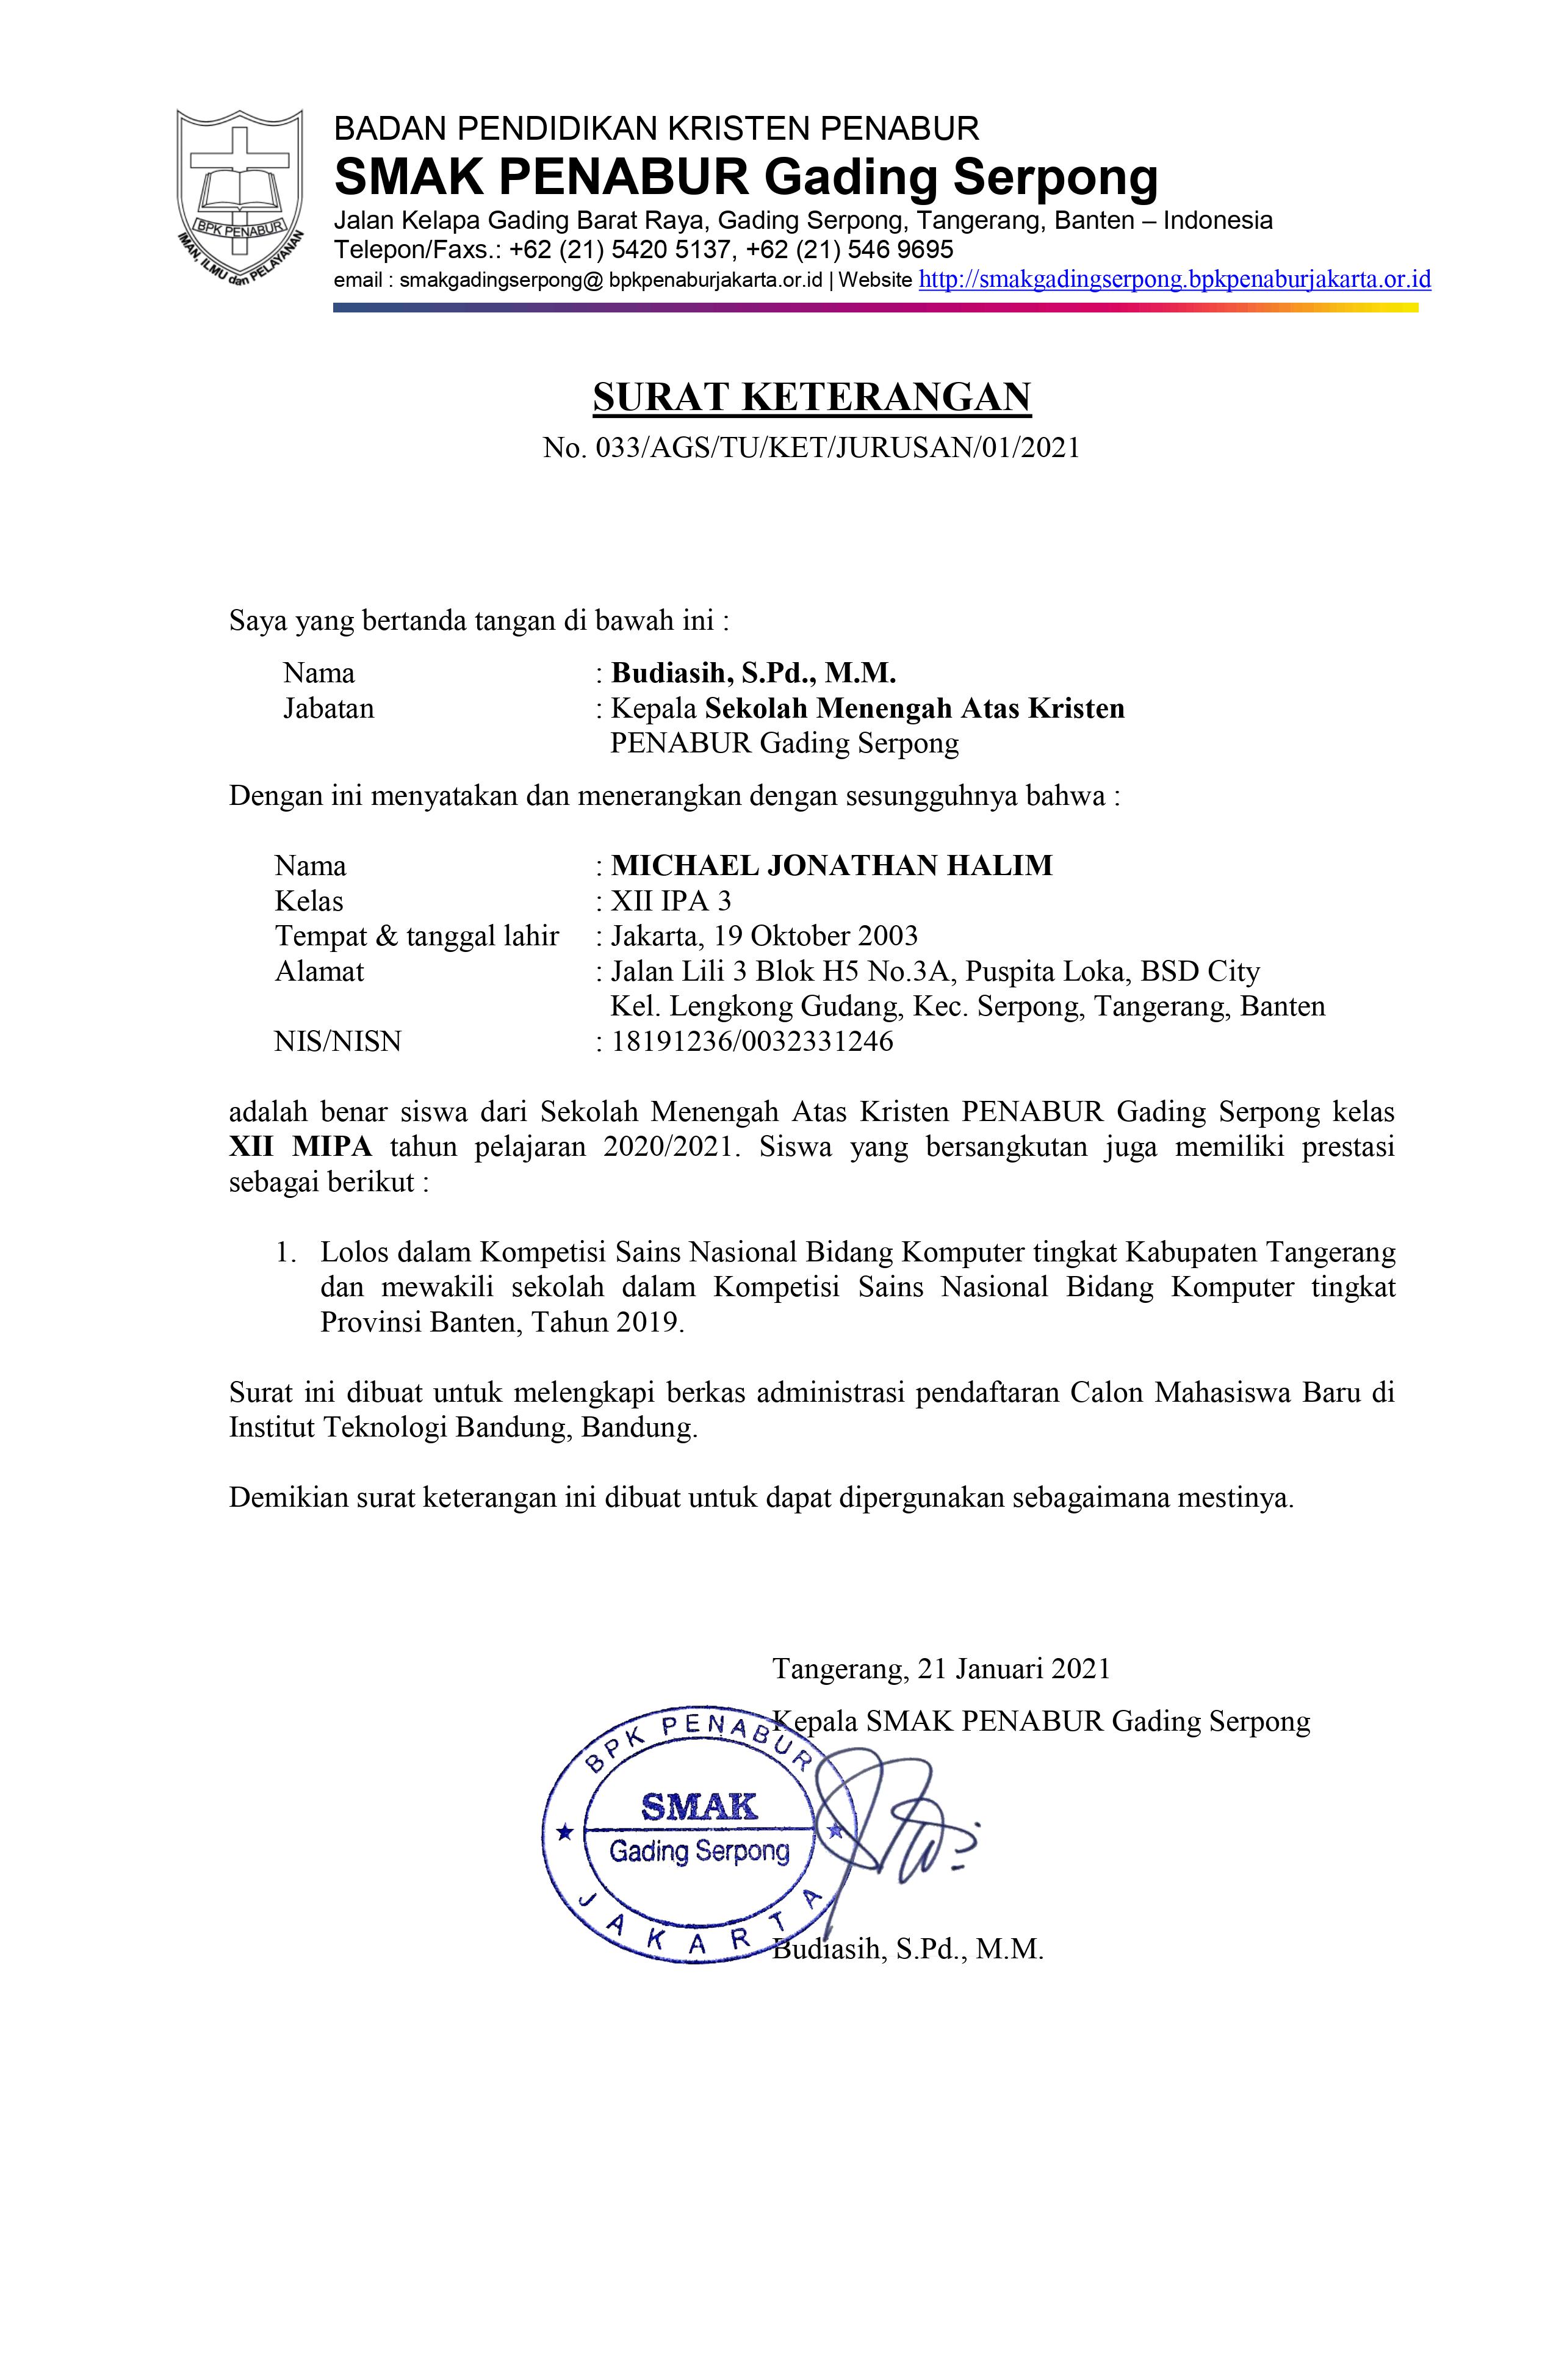 BPK PENABUR
IMAN, ILMU dan PELAYANAN
BADAN PENDIDIKAN KRISTEN PENABUR
SMAK PENABUR Gading Serpong
Jalan Kelapa Gading Barat Raya, Gading Serpong, Tangerang, Banten – Indonesia
Telepon/Faxs.: +62 (21) 5420 5137, +62 (21) 546 9695
email : smakgadingserpong@ bpkpenaburjakarta.or.id | Website http://smakgadingserpong.bpkpenaburjakarta.or.id
SURAT KETERANGAN
No. 033/AGS/TU/KET/JURUSAN/01/2021
Saya yang bertanda tangan di bawah ini :
Nama : Budiasih, S.Pd., M.M.
Jabatan : Kepala Sekolah Menengah Atas Kristen
PENABUR Gading Serpong
Dengan ini menyatakan dan menerangkan dengan sesungguhnya bahwa :
Nama : MICHAEL JONATHAN HALIM
Kelas : XII IPA 3
Tempat & tanggal lahir : Jakarta, 19 Oktober 2003
Alamat : Jalan Lili 3 Blok H5 No.3A, Puspita Loka, BSD City
Kel. Lengkong Gudang, Kec. Serpong, Tangerang, Banten
NIS/NISN : 18191236/0032331246
adalah benar siswa dari Sekolah Menengah Atas Kristen PENABUR Gading Serpong kelas
XII MIPA tahun pelajaran 2020/2021. Siswa yang bersangkutan juga memiliki prestasi
sebagai berikut :
1. Lolos dalam Kompetisi Sains Nasional Bidang Komputer tingkat Kabupaten Tangerang
dan mewakili sekolah dalam Kompetisi Sains Nasional Bidang Komputer tingkat
Provinsi Banten, Tahun 2019.
Surat ini dibuat untuk melengkapi berkas administrasi pendaftaran Calon Mahasiswa Baru di
Institut Teknologi Bandung, Bandung.
Demikian surat keterangan ini dibuat untuk dapat dipergunakan sebagaimana mestinya.
Tangerang, 21 Januari 2021
Kepala SMAK PENABUR Gading Serpong
BPK PENABUR
SMAK
Gading Serpong
JAKARTA
Budiasih, S.Pd., M.M.